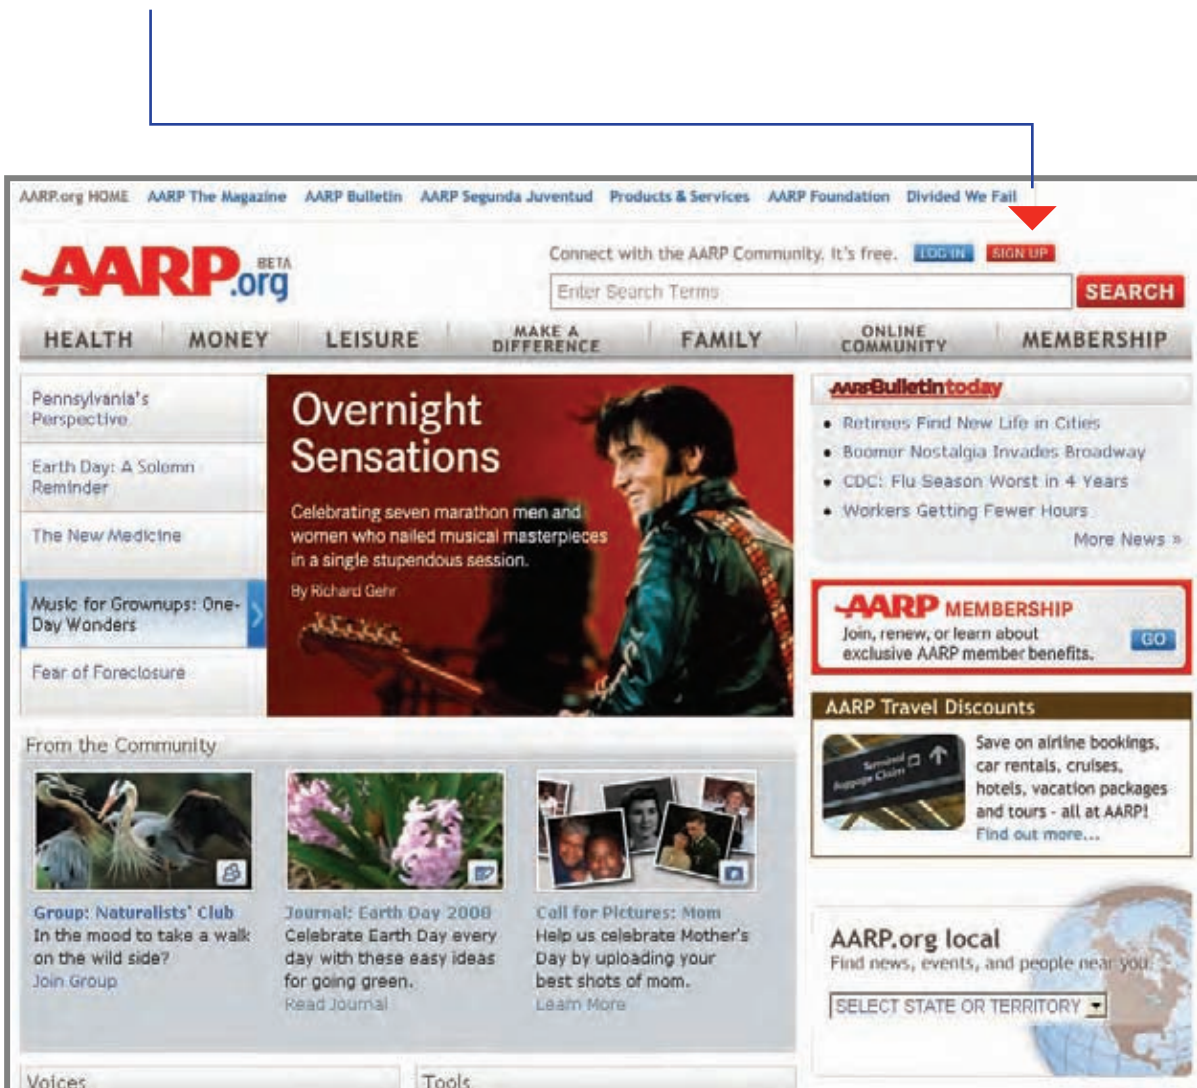 AARP.org HOME AARP The Magazine AARP Bulletin AARP Segunda Juventud Products & Services AARP Foundation Divided We Fail
AARP.org BETA
Connect with the AARP Community. It's free. LOG IN SIGN UP
Enter Search Terms SEARCH
HEALTH MONEY LEISURE MAKE A DIFFERENCE FAMILY ONLINE COMMUNITY MEMBERSHIP
Pennsylvania's
Perspective
Earth Day: A Solemn
Reminder
The New Medicine
Music for Grownups: One-
Day Wonders
Fear of Foreclosure
Overnight
Sensations
Celebrating seven marathon men and
women who nailed musical masterpieces
in a single stupendous session.
By Richard Gehr
AARP Bulletin today
Retirees Find New Life in Cities
Boomer Nostalgia Invades Broadway
CDC: Flu Season Worst in 4 Years
Workers Getting Fewer Hours
More News »
AARP MEMBERSHIP
Join, renew, or learn about
exclusive AARP member benefits.
GO
AARP Travel Discounts
Terminal
Baggage Claim
Save on airline bookings,
car rentals, cruises,
hotels, vacation packages
and tours - all at AARP!
Find out more...
From the Community
Group: Naturalists' Club
In the mood to take a walk
on the wild side?
Join Group
Journal: Earth Day 2008
Celebrate Earth Day every
day with these easy ideas
for going green.
Read Journal
Call for Pictures: Mom
Help us celebrate Mother's
Day by uploading your
best shots of mom.
Learn More
AARP.org local
Find news, events, and people near you.
SELECT STATE OR TERRITORY
Voices
Tools